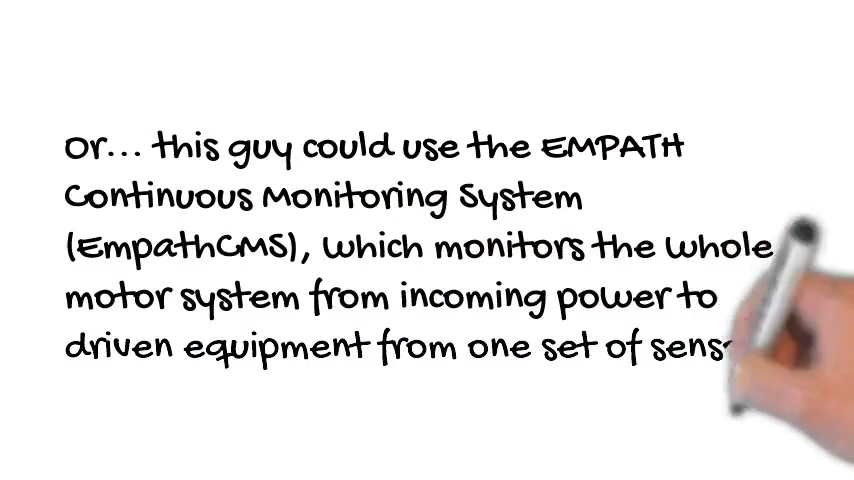 Or... this guy could use the EMPATH
Continuous Monitoring System
(EmpathCMS), which monitors the whole
motor system from incoming power to
driven equipment from one set of